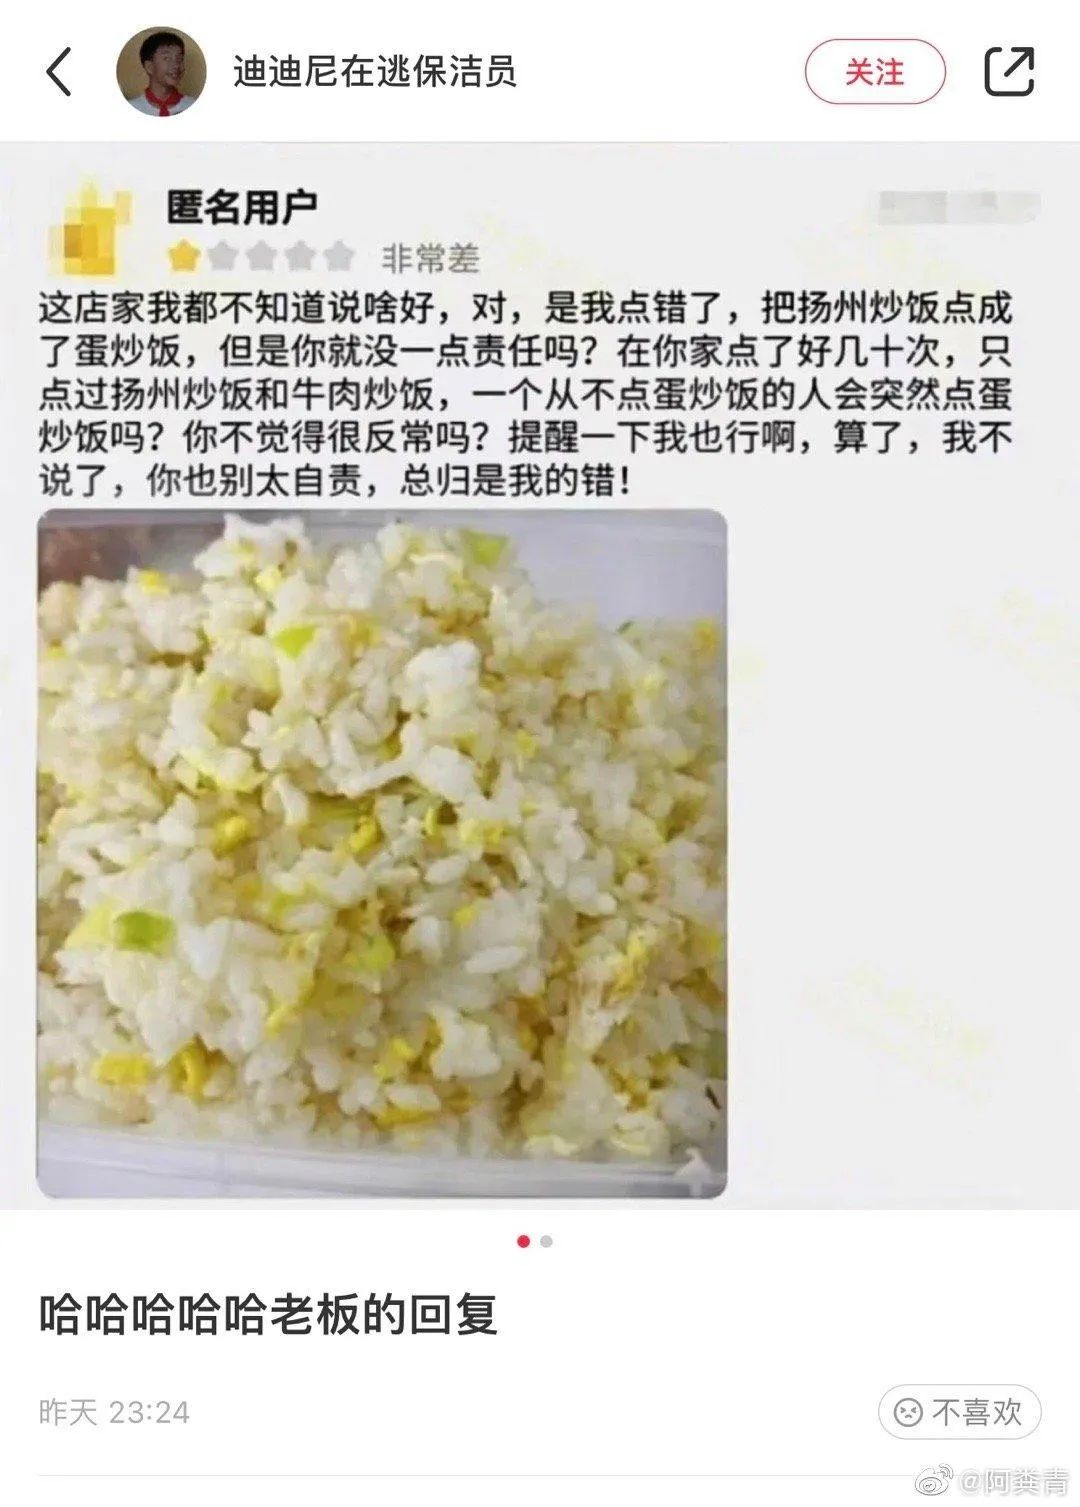 迪迪尼在逃保洁员
关注
匿名用户
非常差
这店家我都不知道说啥好，对，是我点错了，把扬州炒饭点成
了蛋炒饭，但是你就没一点责任吗？在你家点了好几十次，只
点过扬州炒饭和牛肉炒饭，一个从不点蛋炒饭的人会突然点蛋
炒饭吗？你不觉得很反常吗？提醒一下我也行啊，算了，我不
说了，你也别太自责，总归是我的错！
哈哈哈哈哈老板的回复
昨天 23:24
不喜欢
@阿粪青